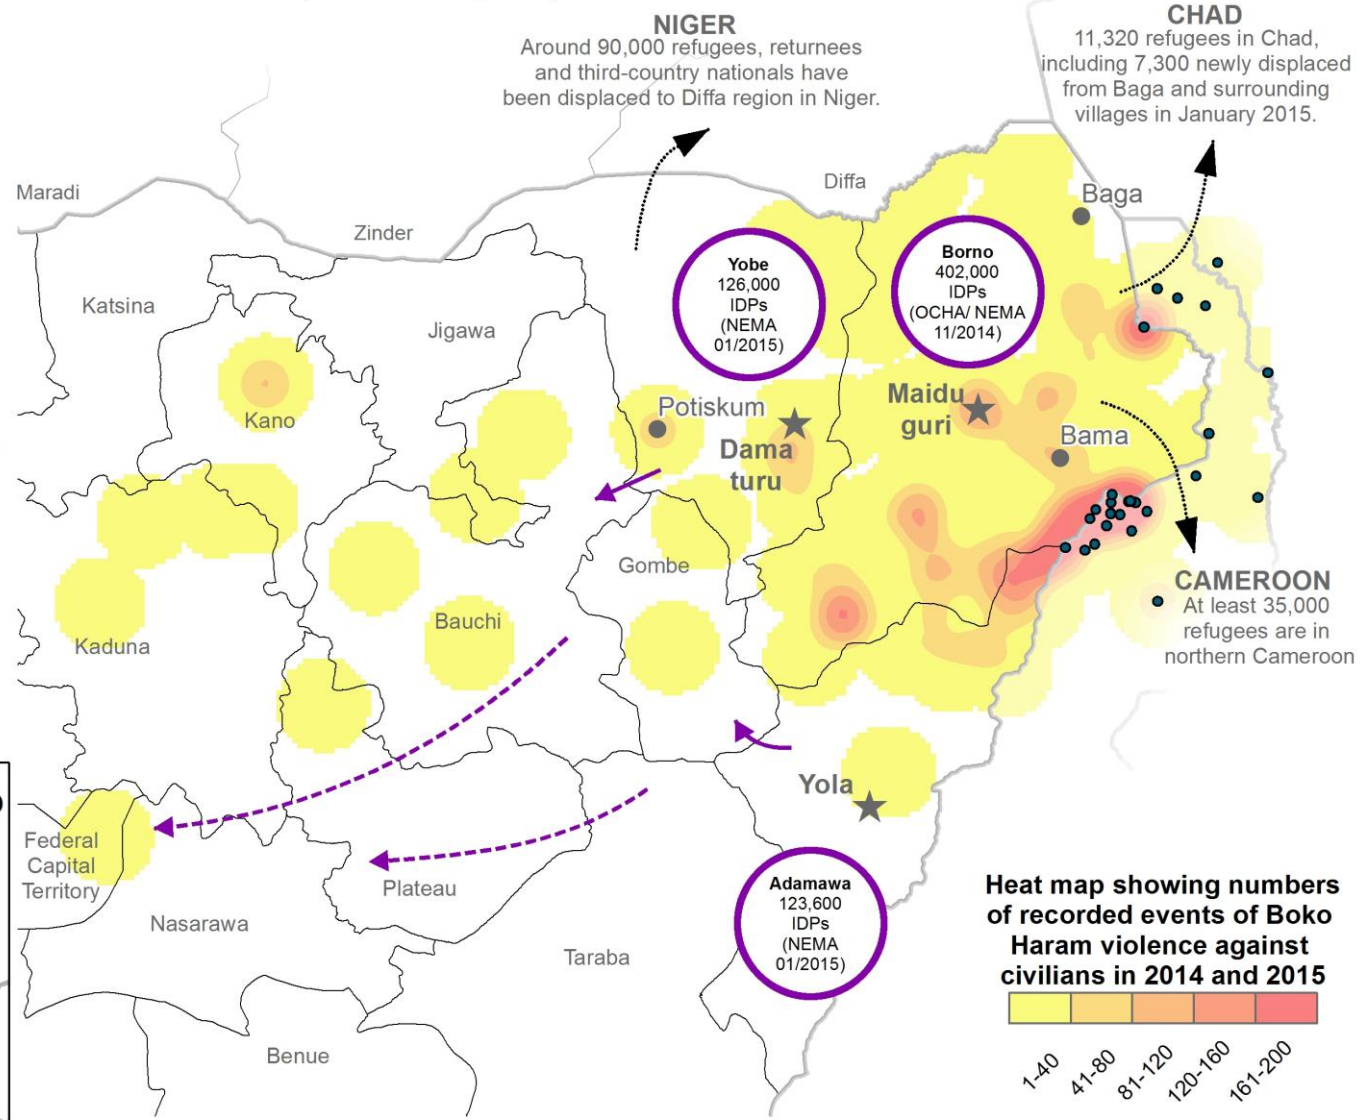 NIGER
Around 90,000 refugees, returnees
and third-country nationals have
been displaced to Diffa region in Niger.
CHAD
11,320 refugees in Chad,
including 7,300 newly displaced
from Baga and surrounding
villages in January 2015.
Maradi
Diffa
Baga
Zinder
Katsina
Jigawa
Yobe
126,000
IDPs
(NEMA
01/2015)
Borno
402,000
IDPs
(OCHA/ NEMA
11/2014)
Kano
Potiskum
Dama
turu
Maidu
guri
Bama
Gombe
Bauchi
Kaduna
CAMEROON
At least 35,000
refugees are in
northern Cameroon
Yola
Federal
Capital
Territory
Plateau
Nasarawa
Taraba
Benue
Adamawa
123,600
IDPs
(NEMA
01/2015)
Heat map showing numbers
of recorded events of Boko
Haram violence against
civilians in 2014 and 2015
1-40
41-80
81-120
120-160
161-200